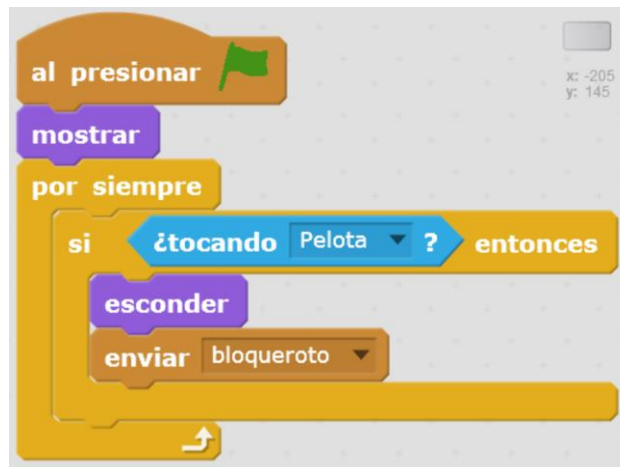 al presionar
x: -205
y: 145
mostrar
por siempre
si ¿tocando Pelota ? entonces
esconder
enviar bloqueroto